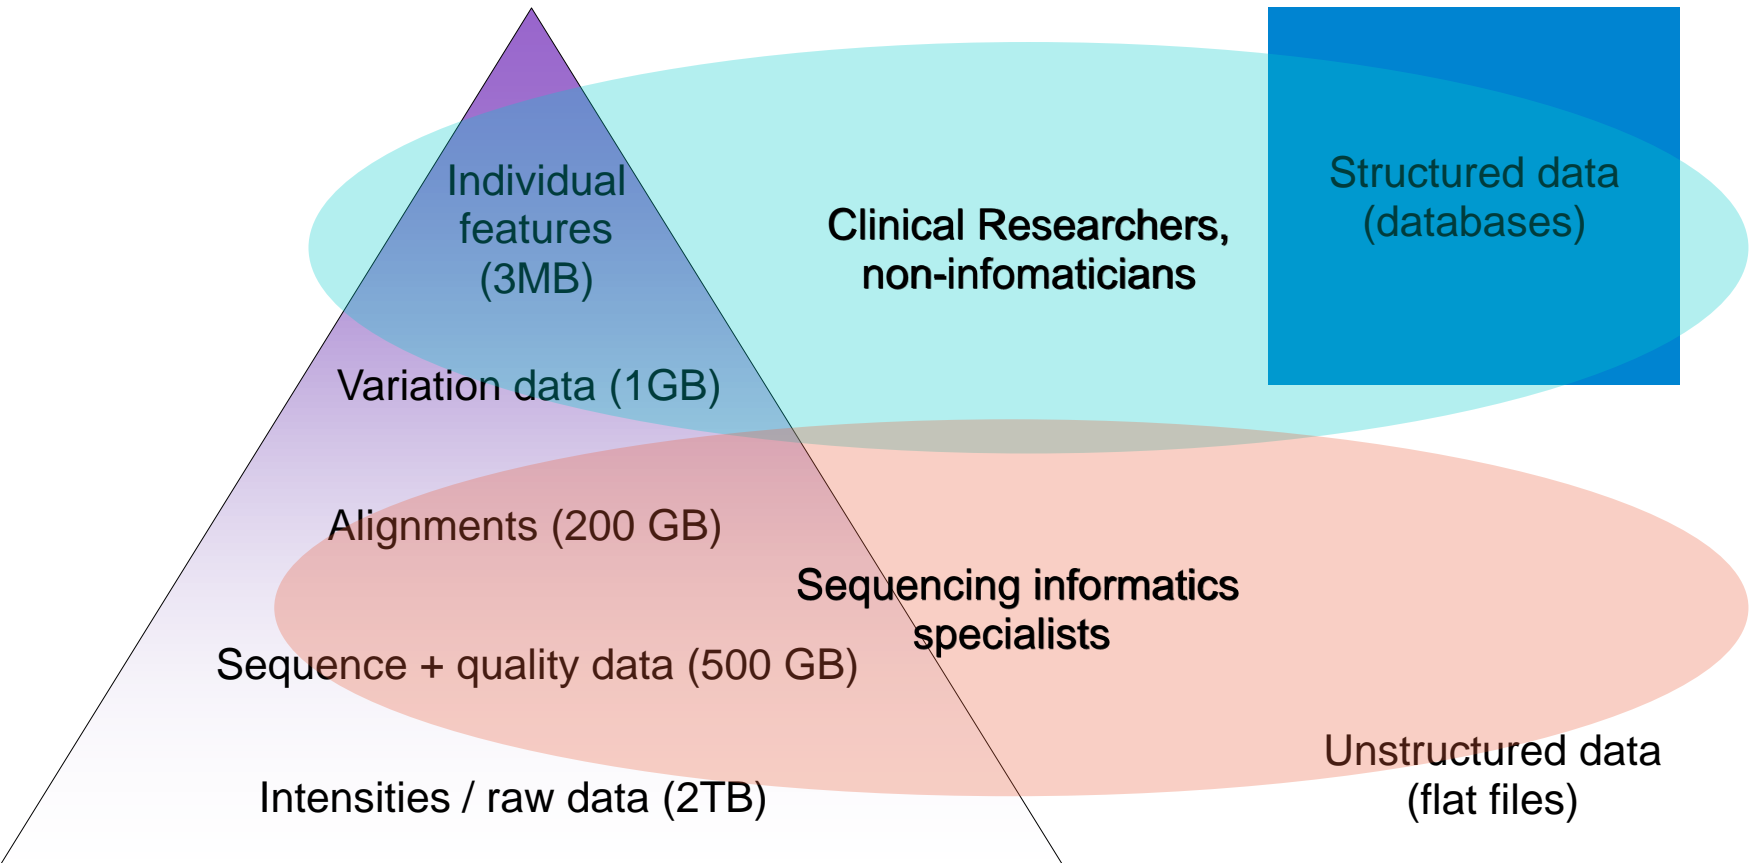 Individual
features
(3MB)
Variation data (1GB)
Alignments (200 GB)
Sequence + quality data (500 GB)
Intensities / raw data (2TB)
Clinical Researchers,
non-infomaticians
Sequencing informatics
specialists
Structured data
(databases)
Unstructured data
(flat files)